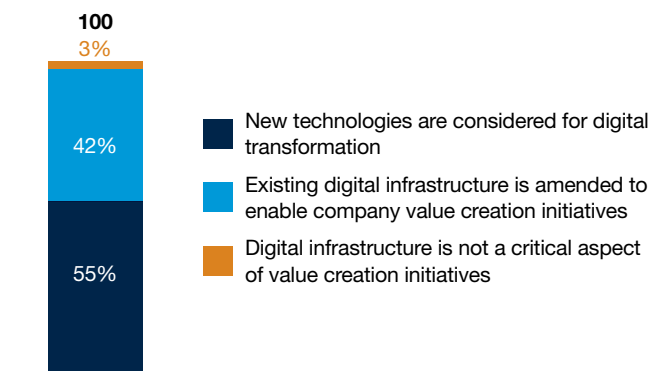 100
3%
42%
55%
New technologies are considered for digital
transformation
Existing digital infrastructure is amended to
enable company value creation initiatives
Digital infrastructure is not a critical aspect
of value creation initiatives